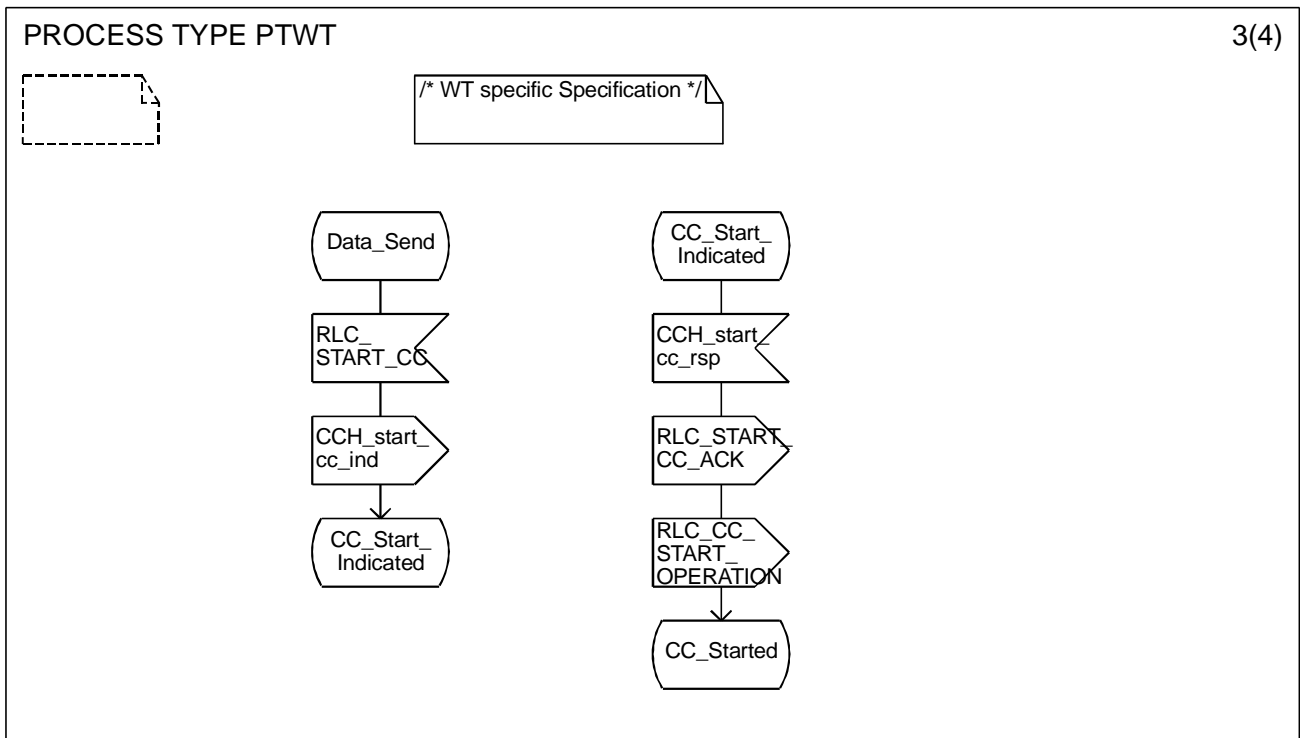 PROCESS TYPE PTWT
3(4)
/* WT specific Specification */
Data_Send
RLC_
START_CC
CCH_start_
cc_ind
CC_Start_
Indicated
CC_Start_
Indicated
CCH_start_
cc_rsp
RLC_START_
CC_ACK
RLC_CC_
START_
OPERATION
CC_Started